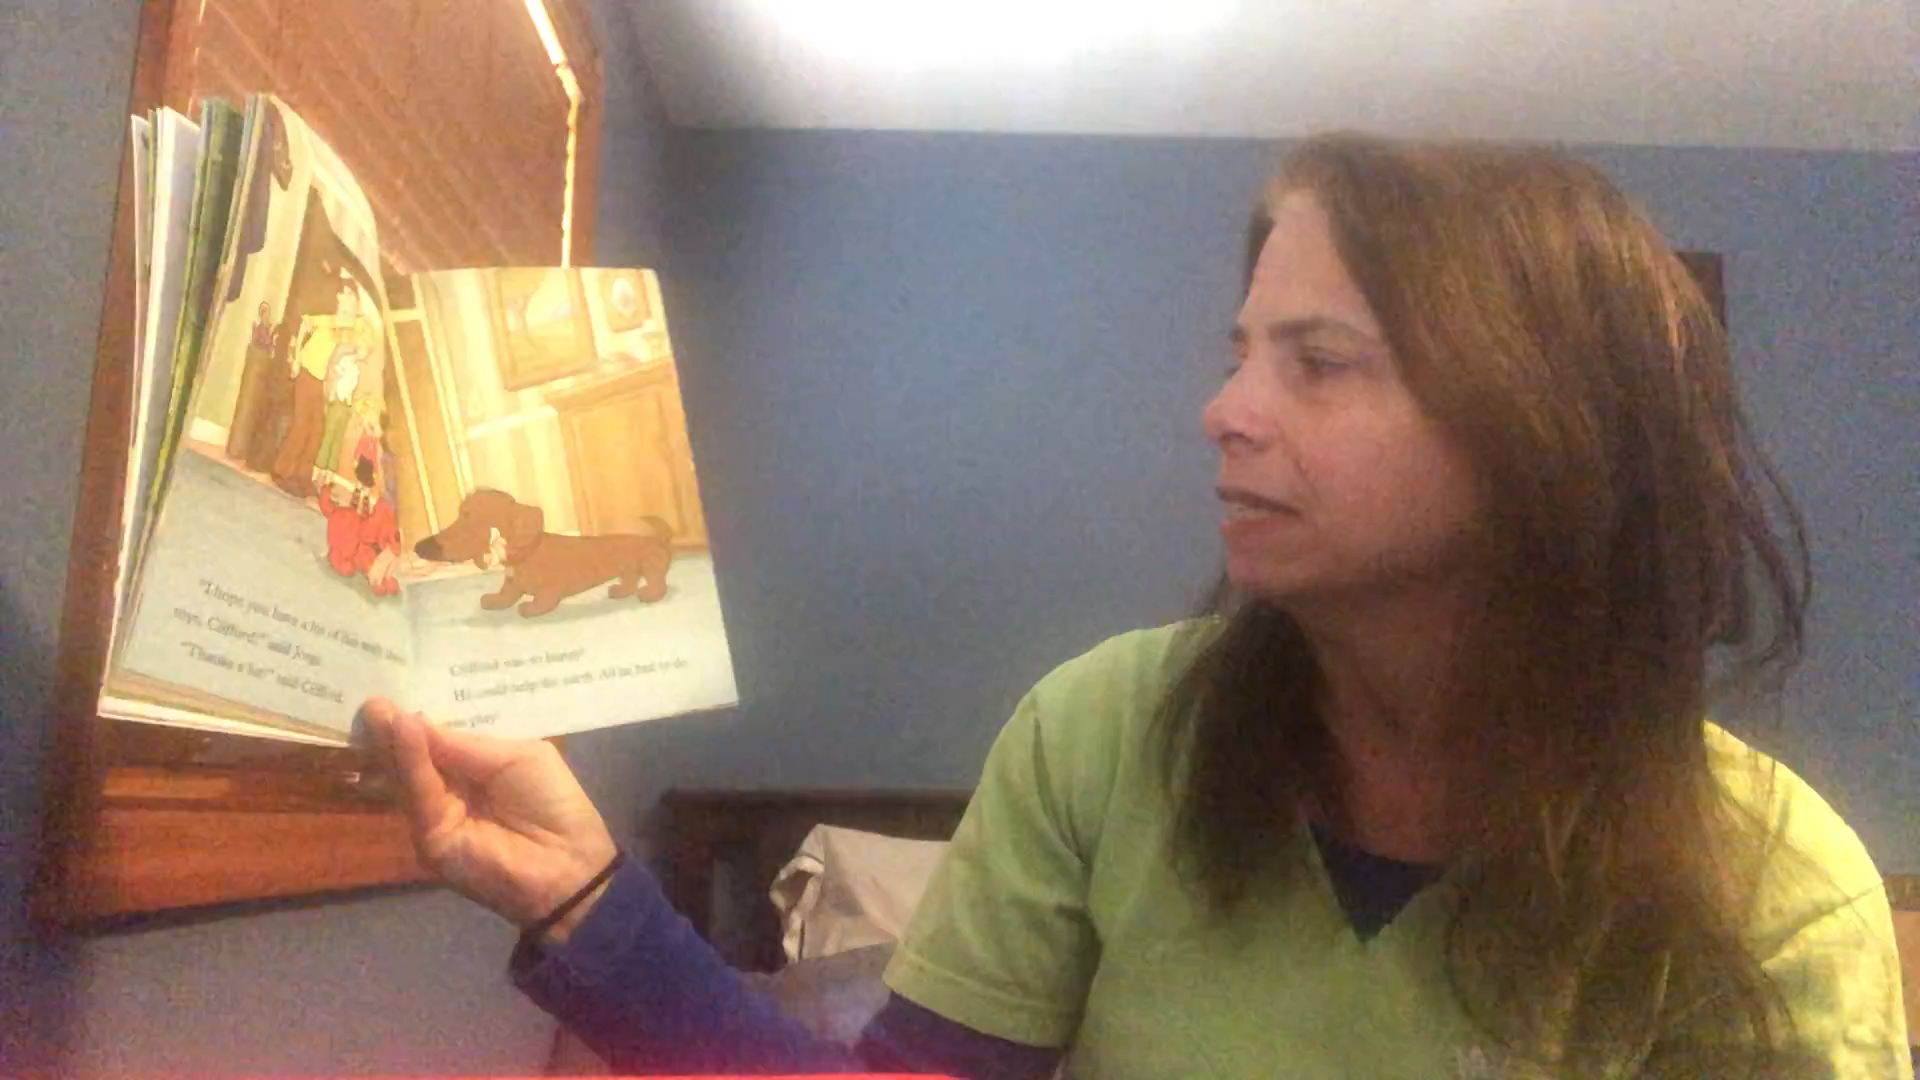 "I hope you have a lot of fun with these
toys, Clifford," said Jorge.
"Thanks a lot!" said Clifford.
Clifford was so happy!
He could help the earth. All he had to do
was play!